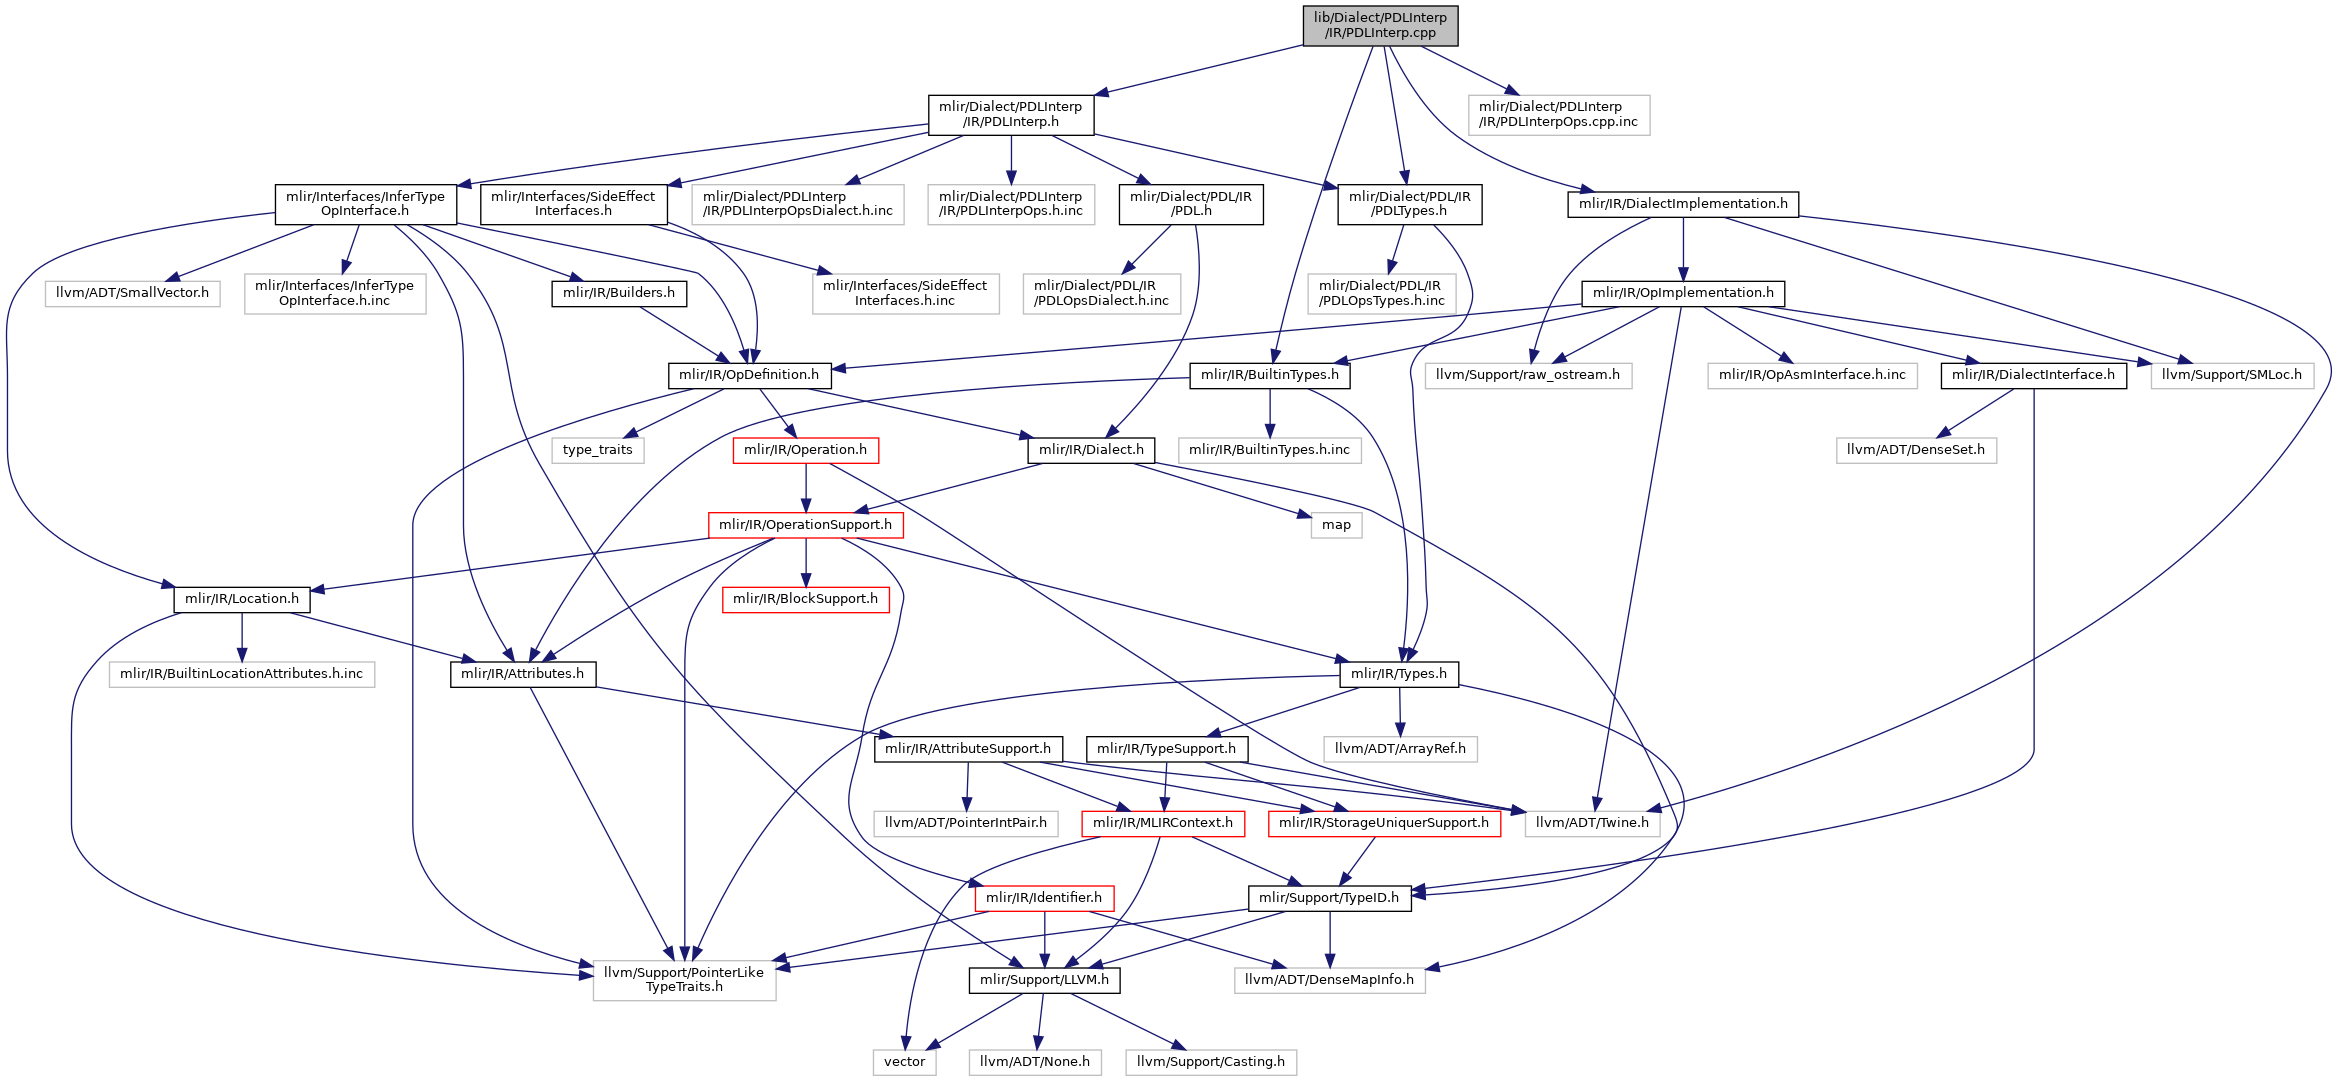 lib/Dialect/PDLInterp
/IR/PDLInterp.cpp
mlir/Dialect/PDLInterp
/IR/PDLInterp.h
mlir/Dialect/PDLInterp
/IR/PDLInterpOps.cpp.inc
mlir/Interfaces/InferType
OpInterface.h
mlir/Interfaces/SideEffect
Interfaces.h
mlir/Dialect/PDLInterp
/IR/PDLInterpOpsDialect.h.inc
mlir/Dialect/PDLInterp
/IR/PDLInterpOps.h.inc
mlir/Dialect/PDL/IR
/PDL.h
mlir/Dialect/PDL/IR
/PDLTypes.h
mlir/IR/DialectImplementation.h
llvm/ADT/SmallVector.h
mlir/Interfaces/InferType
OpInterface.h.inc
mlir/IR/Builders.h
mlir/Interfaces/SideEffect
Interfaces.h.inc
mlir/Dialect/PDL/IR
/PDLOpsDialect.h.inc
mlir/Dialect/PDL/IR
/PDLOpsTypes.h.inc
mlir/IR/OpImplementation.h
mlir/IR/OpDefinition.h
mlir/IR/BuiltinTypes.h
llvm/Support/raw_ostream.h
mlir/IR/OpAsmInterface.h.inc
mlir/IR/DialectInterface.h
llvm/Support/SMLoc.h
type_traits
mlir/IR/Operation.h
mlir/IR/Dialect.h
mlir/IR/BuiltinTypes.h.inc
llvm/ADT/DenseSet.h
mlir/IR/OperationSupport.h
map
mlir/IR/Location.h
mlir/IR/BlockSupport.h
mlir/IR/BuiltinLocationAttributes.h.inc
mlir/IR/Attributes.h
mlir/IR/Types.h
mlir/IR/AttributeSupport.h
mlir/IR/TypeSupport.h
llvm/ADT/ArrayRef.h
llvm/ADT/PointerIntPair.h
mlir/IR/MLIRContext.h
mlir/IR/StorageUniquerSupport.h
llvm/ADT/Twine.h
mlir/IR/Identifier.h
mlir/Support/TypeID.h
llvm/Support/PointerLike
TypeTraits.h
mlir/Support/LLVM.h
llvm/ADT/DenseMapInfo.h
vector
llvm/ADT/None.h
llvm/Support/Casting.h